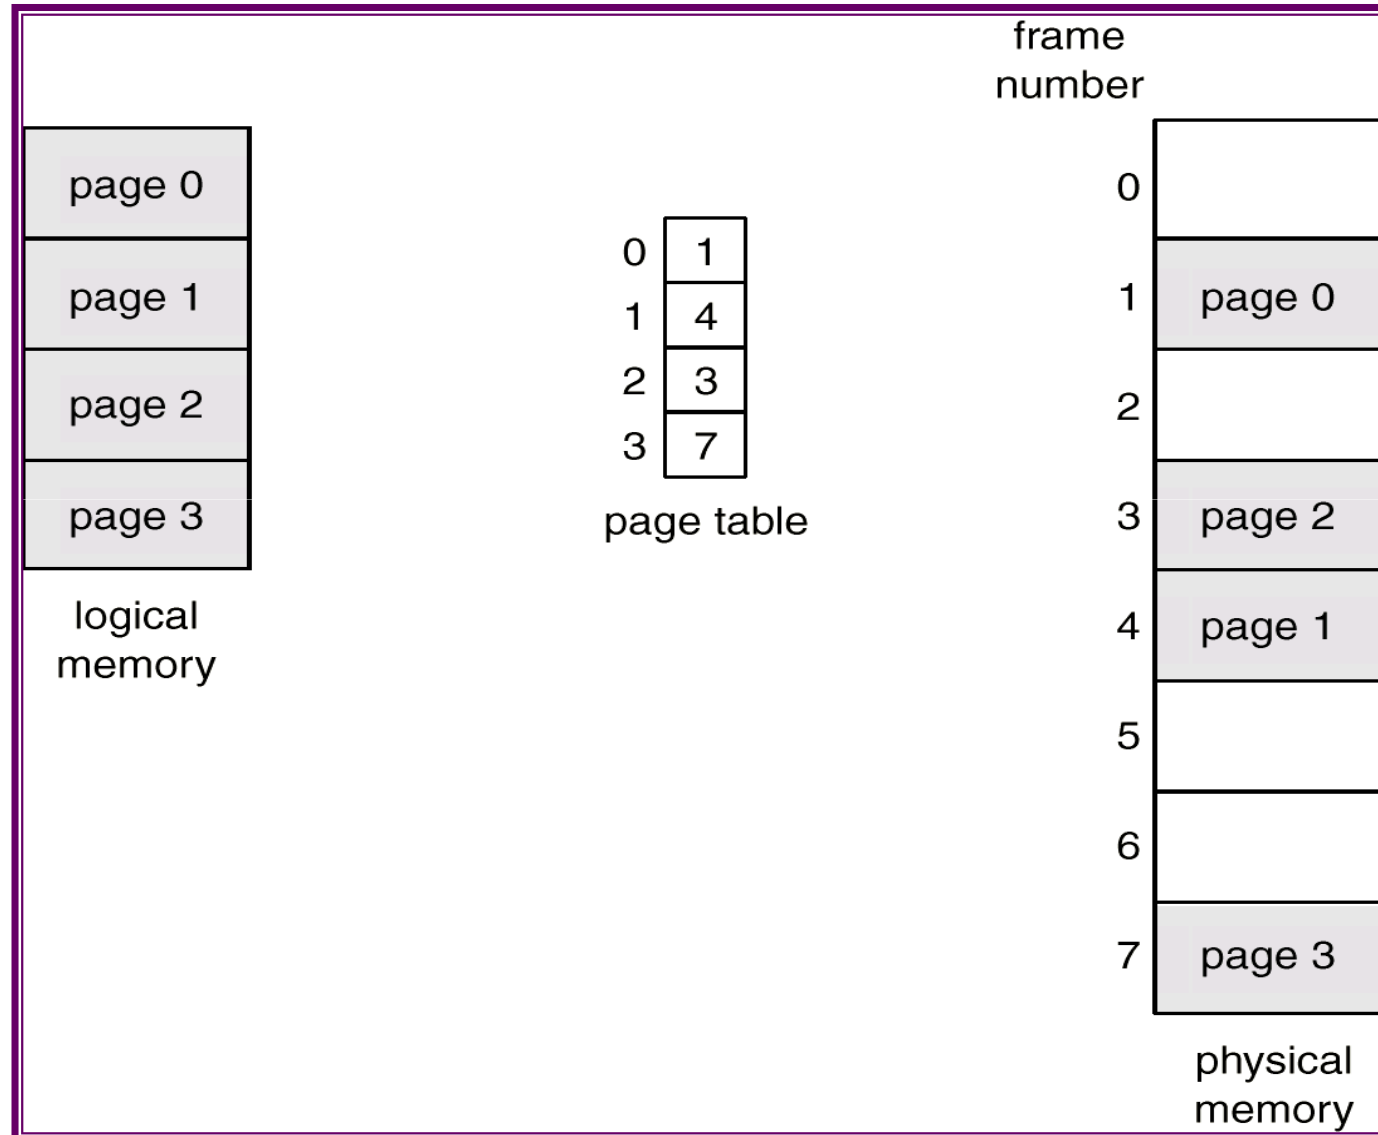 page 0
page 1
page 2
page 3
logical
memory
0 1
1 4
2 3
3 7
page table
frame
number
0
1 page 0
2
3 page 2
4 page 1
5
6
7 page 3
physical
memory